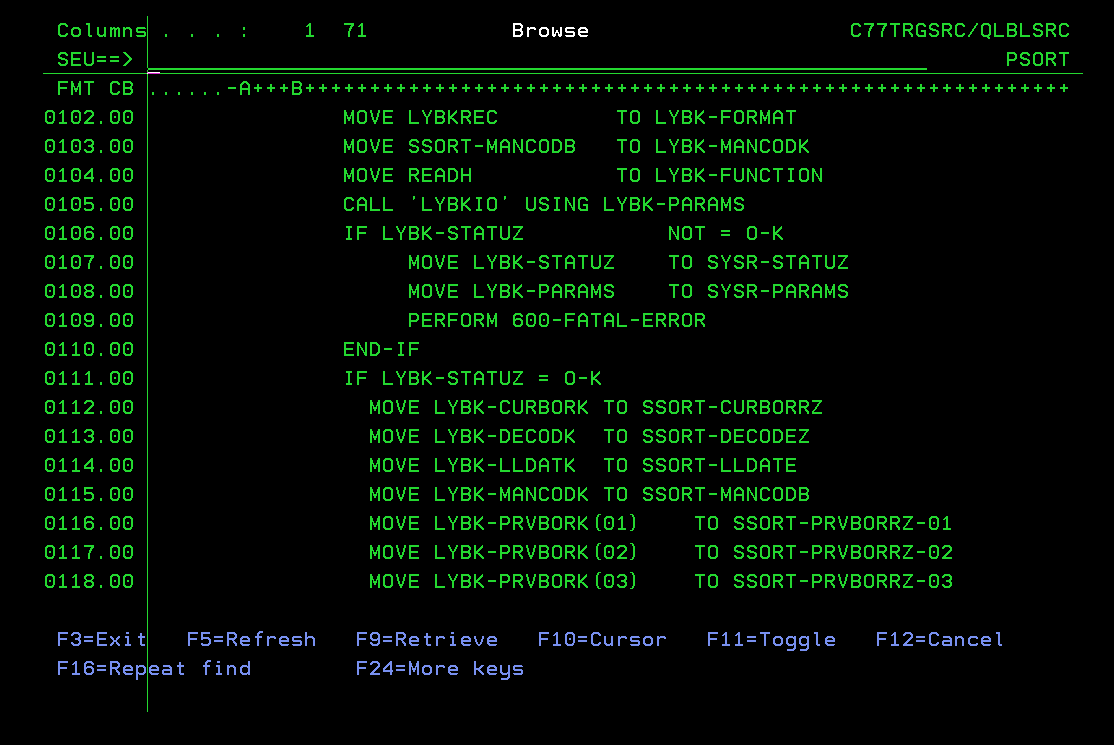 Columns . . . :    1  71           Browse                    C77TRGSRC/QLBLSRC
SEU==>                                                                   PSORT
FMT CB ......-A+++B+++++++++++++++++++++++++++++++++++++++++++++++++++++++++++
0102.00                MOVE LYBKREC         TO LYBK-FORMAT
0103.00                MOVE SSORT-MANCODB   TO LYBK-MANCODK
0104.00                MOVE READH           TO LYBK-FUNCTION
0105.00                CALL 'LYBKIO' USING LYBK-PARAMS
0106.00                IF LYBK-STATUZ           NOT = O-K
0107.00                     MOVE LYBK-STATUZ    TO SYSR-STATUZ
0108.00                     MOVE LYBK-PARAMS    TO SYSR-PARAMS
0109.00                     PERFORM 600-FATAL-ERROR
0110.00                END-IF
0111.00                IF LYBK-STATUZ = O-K
0112.00                  MOVE LYBK-CURBORK TO SSORT-CURBORRZ
0113.00                  MOVE LYBK-DECODK  TO SSORT-DECODEZ
0114.00                  MOVE LYBK-LLDATK  TO SSORT-LLDATE
0115.00                  MOVE LYBK-MANCODK TO SSORT-MANCODB
0116.00                  MOVE LYBK-PRVBORK(01)    TO SSORT-PRVBORRZ-01
0117.00                  MOVE LYBK-PRVBORK(02)    TO SSORT-PRVBORRZ-02
0118.00                  MOVE LYBK-PRVBORK(03)    TO SSORT-PRVBORRZ-03
F3=Exit   F5=Refresh   F9=Retrieve   F10=Cursor   F11=Toggle   F12=Cancel
F16=Repeat find        F24=More keys